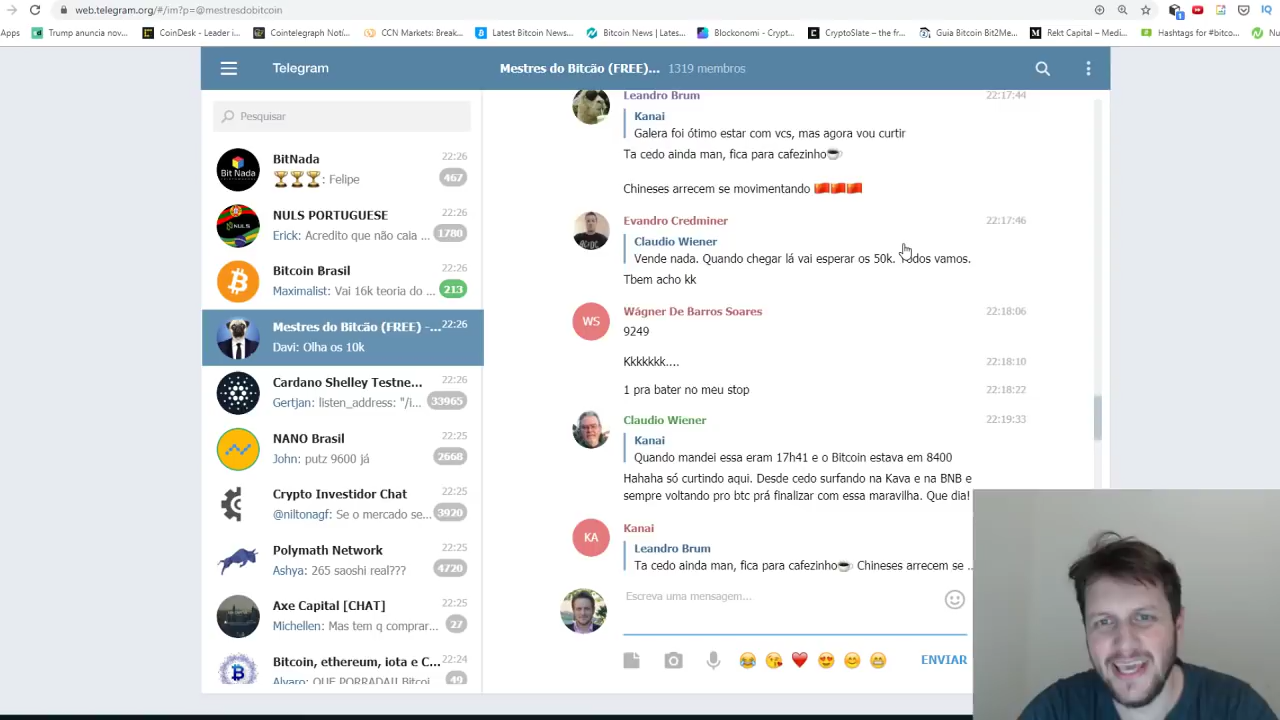 web.telegram.org/#/im?p=@mestresdobitcoin
Apps
Trump anuncia nov...
CoinDesk - Leader i...
Cointelegraph Notí...
CCN Markets: Break...
Latest Bitcoin News...
Bitcoin News | Lates...
Blockonomi - Crypt...
CryptoSlate – the fr...
Guia Bitcoin Bit2Me...
Rekt Capital – Medi...
Hashtags for #bitco...
Telegram
Mestres do Bitcão (FREE)... 1319 membros
Pesquisar
BitNada 22:26
🏆🏆🏆: Felipe 467
NULS PORTUGUESE 22:26
Erick: Acredito que não caia ... 1780
Bitcoin Brasil 22:26
Maximalist: Vai 16k teoria do ... 213
Mestres do Bitcão (FREE) -... 22:26
Davi: Olha os 10k
Cardano Shelley Testne... 22:26
Gertjan: listen_address: "/i... 33965
NANO Brasil 22:25
John: putz 9600 já 2668
Crypto Investidor Chat 22:25
@niltonagf: Se o mercado se... 3920
Polymath Network 22:25
Ashya: 265 saoshi real??? 4720
Axe Capital [CHAT] 22:25
Michellen: Mas tem q comprar... 27
Bitcoin, ethereum, iota e C... 22:24
Alvaro: QUE PORRADA!! Bitcoi 49
Leandro Brum 22:17:44
Kanai
Galera foi ótimo estar com vcs, mas agora vou curtir
Ta cedo ainda man, fica para cafezinho☕
Chineses arrecem se movimentando 🇨🇳🇨🇳🇨🇳
Evandro Credminer 22:17:46
Claudio Wiener
Vende nada. Quando chegar lá vai esperar os 50k. Todos vamos.
Tbem acho kk
WS
Wágner De Barros Soares 22:18:06
9249
Kkkkkkk.... 22:18:10
1 pra bater no meu stop 22:18:22
Claudio Wiener 22:19:33
Kanai
Quando mandei essa eram 17h41 e o Bitcoin estava em 8400
Hahaha só curtindo aqui. Desde cedo surfando na Kava e na BNB e
sempre voltando pro btc prá finalizar com essa maravilha. Que dia!
KA
Kanai
Leandro Brum
Ta cedo ainda man, fica para cafezinho☕ Chineses arrecem se ...
Escreva uma mensagem...
ENVIAR